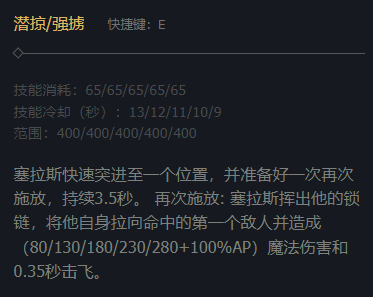 潜掠/强掳 快捷键：E
技能消耗：65/65/65/65/65
技能冷却（秒）：13/12/11/10/9
范围：400/400/400/400/400
塞拉斯快速突进至一个位置，并准备好一次再次
施放，持续3.5秒。 再次施放: 塞拉斯挥出他的锁
链，将他自身拉向命中的第一个敌人并造成
（80/130/180/230/280+100%AP）魔法伤害和
0.35秒击飞。